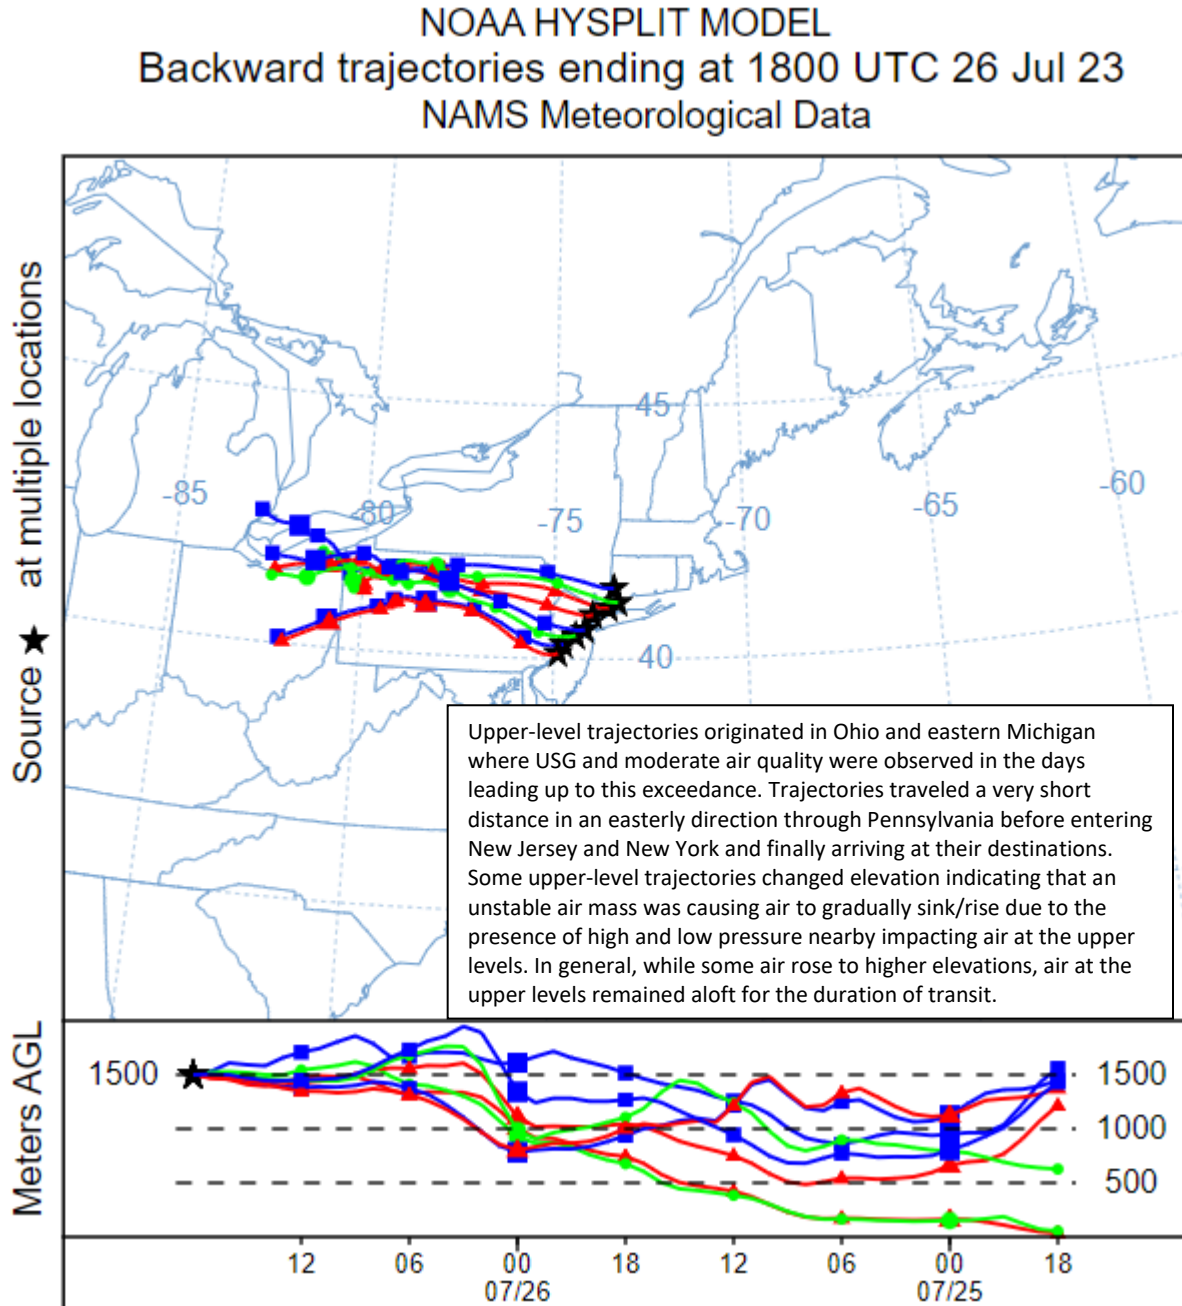 NOAA HYSPLIT MODEL
Backward trajectories ending at 1800 UTC 26 Jul 23
NAMS Meteorological Data
Source ★ at multiple locations
45
-85
-80
-75
-70
-65
-60
40
Upper-level trajectories originated in Ohio and eastern Michigan
where USG and moderate air quality were observed in the days
leading up to this exceedance. Trajectories traveled a very short
distance in an easterly direction through Pennsylvania before entering
New Jersey and New York and finally arriving at their destinations.
Some upper-level trajectories changed elevation indicating that an
unstable air mass was causing air to gradually sink/rise due to the
presence of high and low pressure nearby impacting air at the upper
levels. In general, while some air rose to higher elevations, air at the
upper levels remained aloft for the duration of transit.
Meters AGL
1500
1500
1000
500
12 06 00 18 12 06 00 18
07/26 07/25